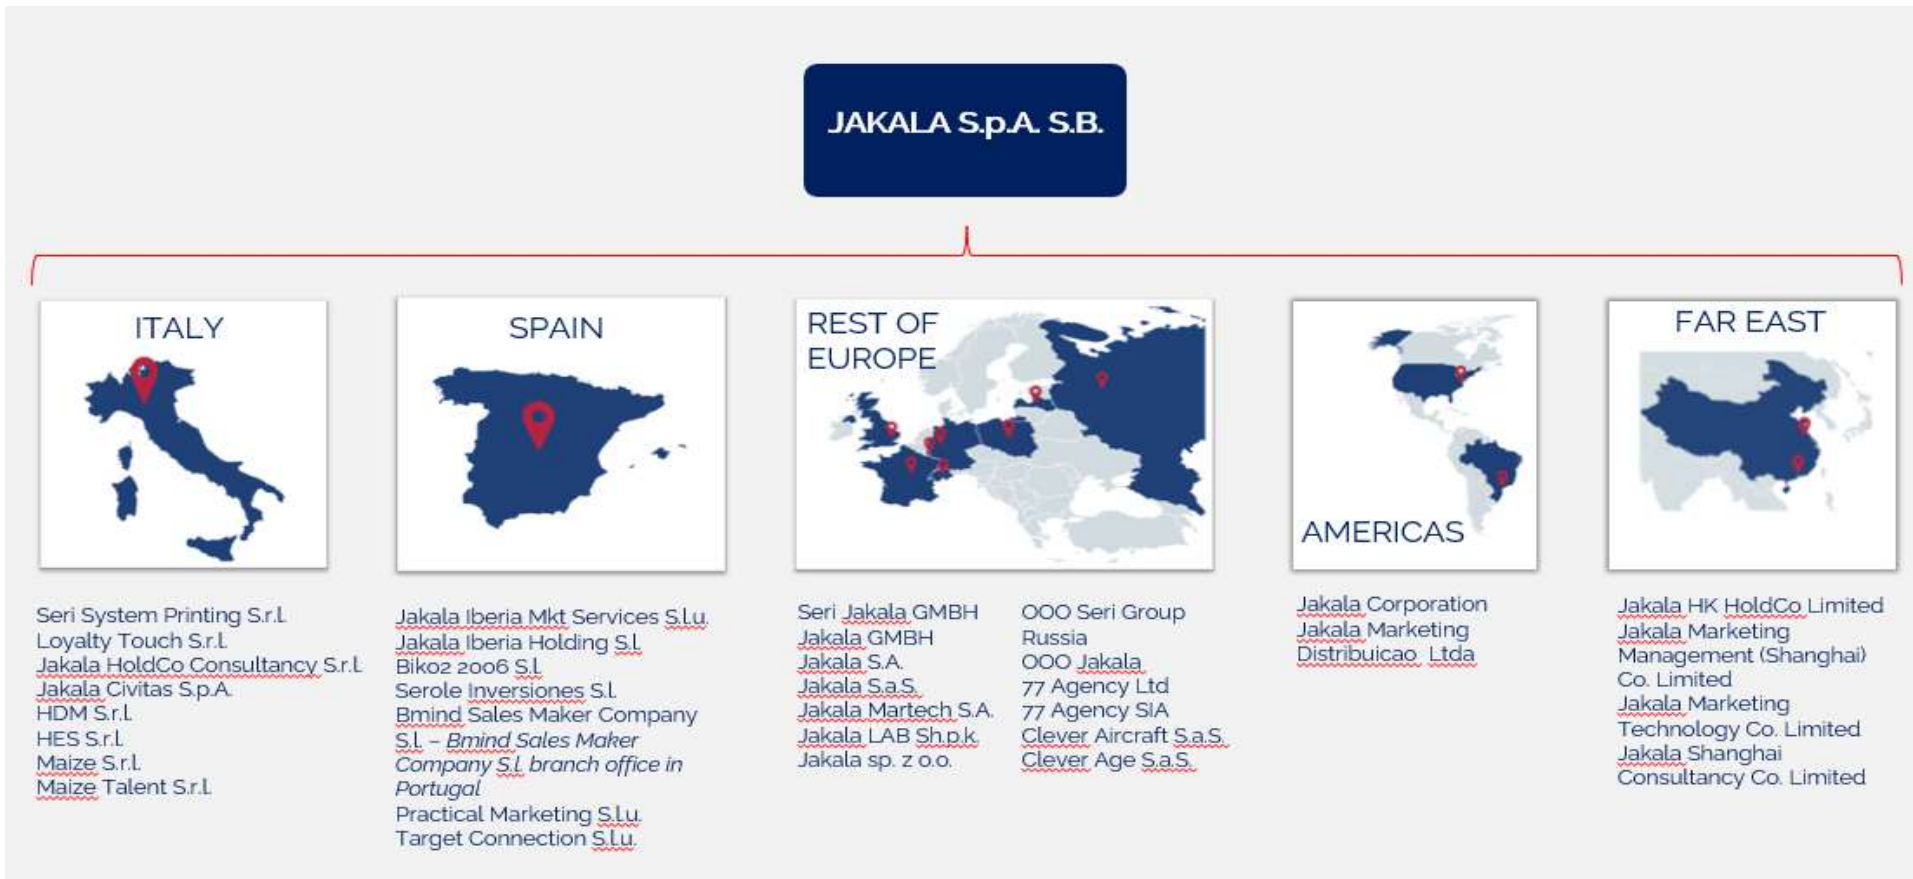 JAKALA S.p.A. S.B.
ITALY
Seri System Printing S.r.l.
Loyalty Touch S.r.l.
Jakala HoldCo Consultancy S.r.l.
Jakala Civitas S.p.A.
HDM S.r.l.
HES S.r.l.
Maize S.r.l.
Maize Talent S.r.l.
SPAIN
Jakala Iberia Mkt Services S.l.u.
Jakala Iberia Holding S.l.
Biko2 2006 S.l.
Serole Inversiones S.l.
Bmind Sales Maker Company
S.l. – Bmind Sales Maker
Company S.l. branch office in
Portugal
Practical Marketing S.l.u.
Target Connection S.l.u.
REST OF
EUROPE
Seri Jakala GMBH
Jakala GMBH
Jakala S.A.
Jakala S.a.S.
Jakala Martech S.A.
Jakala LAB Sh.p.k.
Jakala sp. z o.o.
OOO Seri Group
Russia
OOO Jakala
77 Agency Ltd
77 Agency SIA
Clever Aircraft S.a.S.
Clever Age S.a.S.
AMERICAS
Jakala Corporation
Jakala Marketing
Distribuicao Ltda
FAR EAST
Jakala HK HoldCo Limited
Jakala Marketing
Management (Shanghai)
Co. Limited
Jakala Marketing
Technology Co. Limited
Jakala Shanghai
Consultancy Co. Limited